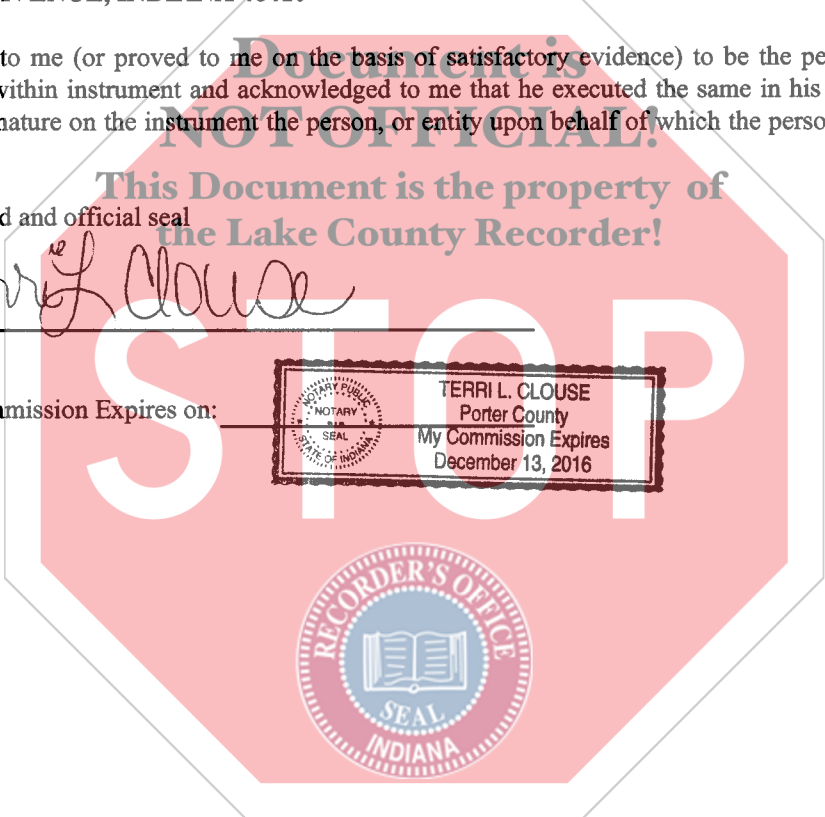 to me (or proved to me on the basis of satisfactory evidence) to be the pe
within instrument and acknowledged to me that he executed the same in his
nature on the instrument the person, or entity upon behalf of which the perso
Document is
NOT OFFICIAL!
This Document is the property of
the Lake County Recorder!
d and official seal
Terri L Clouse
STOP
mmission Expires on:
NOTARY PUBLIC
NOTARY
SEAL
STATE OF INDIANA
TERRI L. CLOUSE
Porter County
My Commission Expires
December 13, 2016
RECORDER'S OFFICE
SEAL
INDIANA